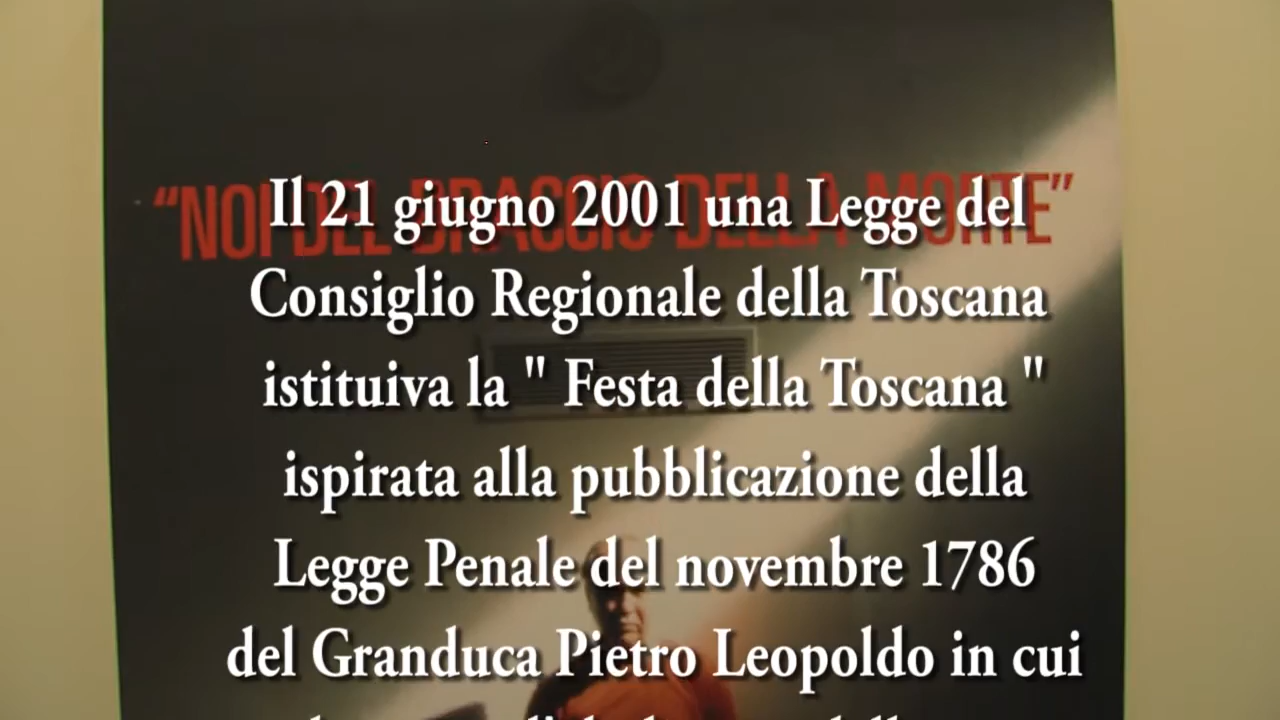 “NOI DEL BRACCIO DELLA MORTE”
Il 21 giugno 2001 una Legge del
Consiglio Regionale della Toscana
istituiva la " Festa della Toscana "
ispirata alla pubblicazione della
Legge Penale del novembre 1786
del Granduca Pietro Leopoldo in cui